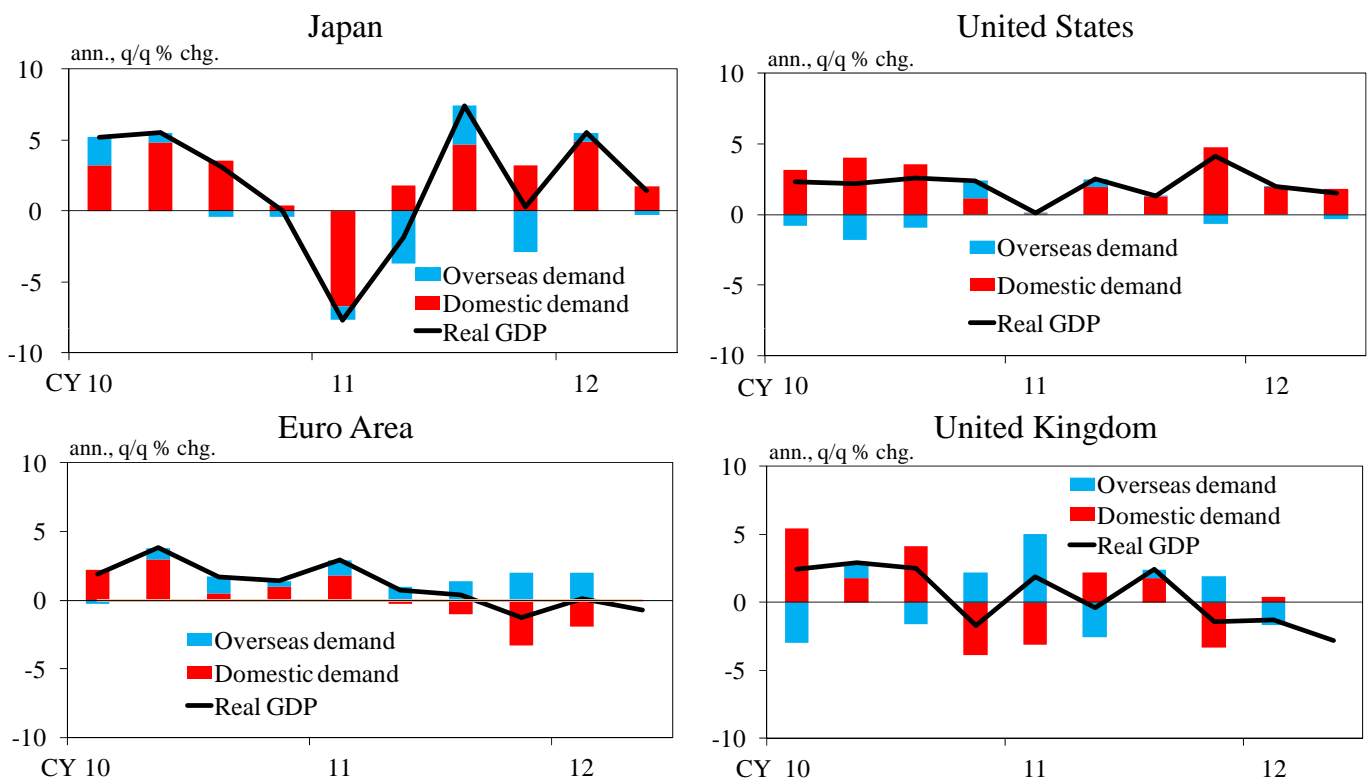 Japan
ann., q/q % chg.
10
5
0
-5
-10
Overseas demand
Domestic demand
Real GDP
CY 10
11
12
United States
ann., q/q % chg.
10
5
0
-5
-10
Overseas demand
Domestic demand
Real GDP
CY 10
11
12
Euro Area
ann., q/q % chg.
10
5
0
-5
-10
Overseas demand
Domestic demand
Real GDP
CY 10
11
12
United Kingdom
ann., q/q % chg.
10
5
0
-5
-10
Overseas demand
Domestic demand
Real GDP
CY 10
11
12